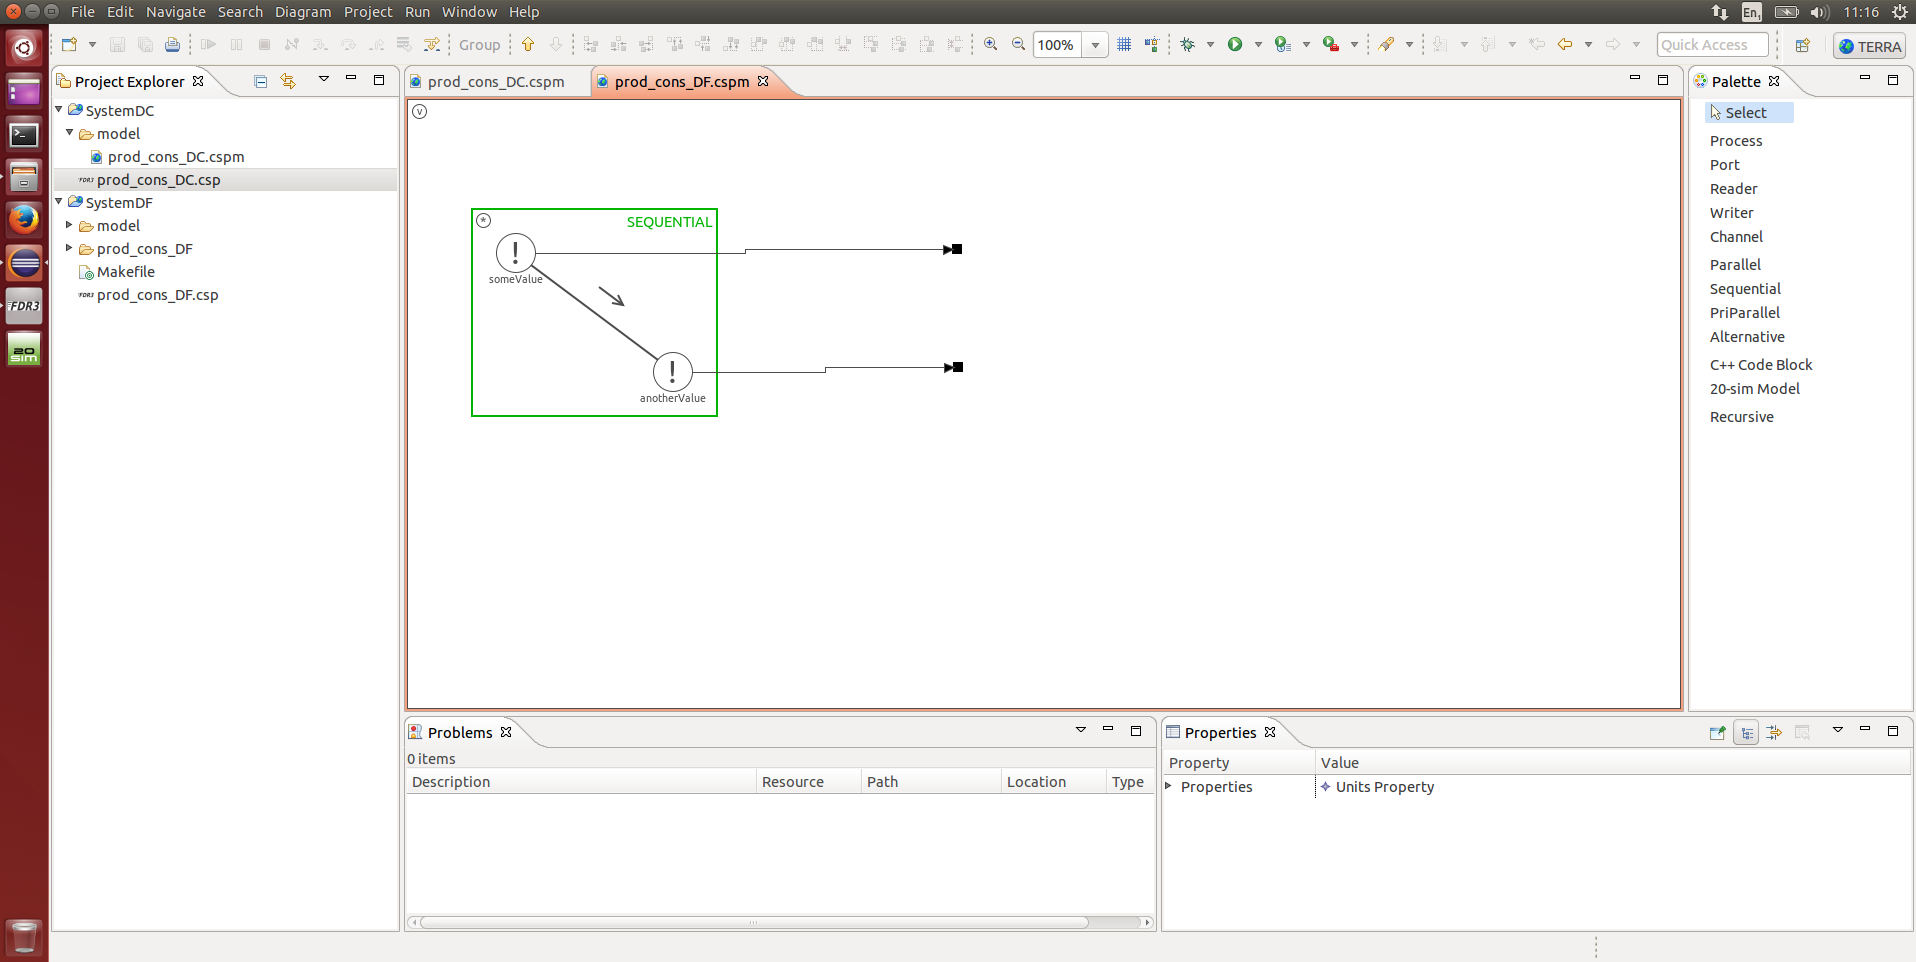 File Edit Navigate Search Diagram Project Run Window Help
En1 11:16
Group 100% Quick Access TERRA
Project Explorer
SystemDC
model
prod_cons_DC.cspm
FDR3 prod_cons_DC.csp
SystemDF
model
prod_cons_DF
Makefile
FDR3 prod_cons_DF.csp
FDR3
20
sim
prod_cons_DC.cspm prod_cons_DF.cspm
v
* SEQUENTIAL
!
someValue
!
anotherValue
Palette
Select
Process
Port
Reader
Writer
Channel
Parallel
Sequential
PriParallel
Alternative
C++ Code Block
20-sim Model
Recursive
Problems
0 items
Description Resource Path Location Type
Properties
Property Value
Properties Units Property